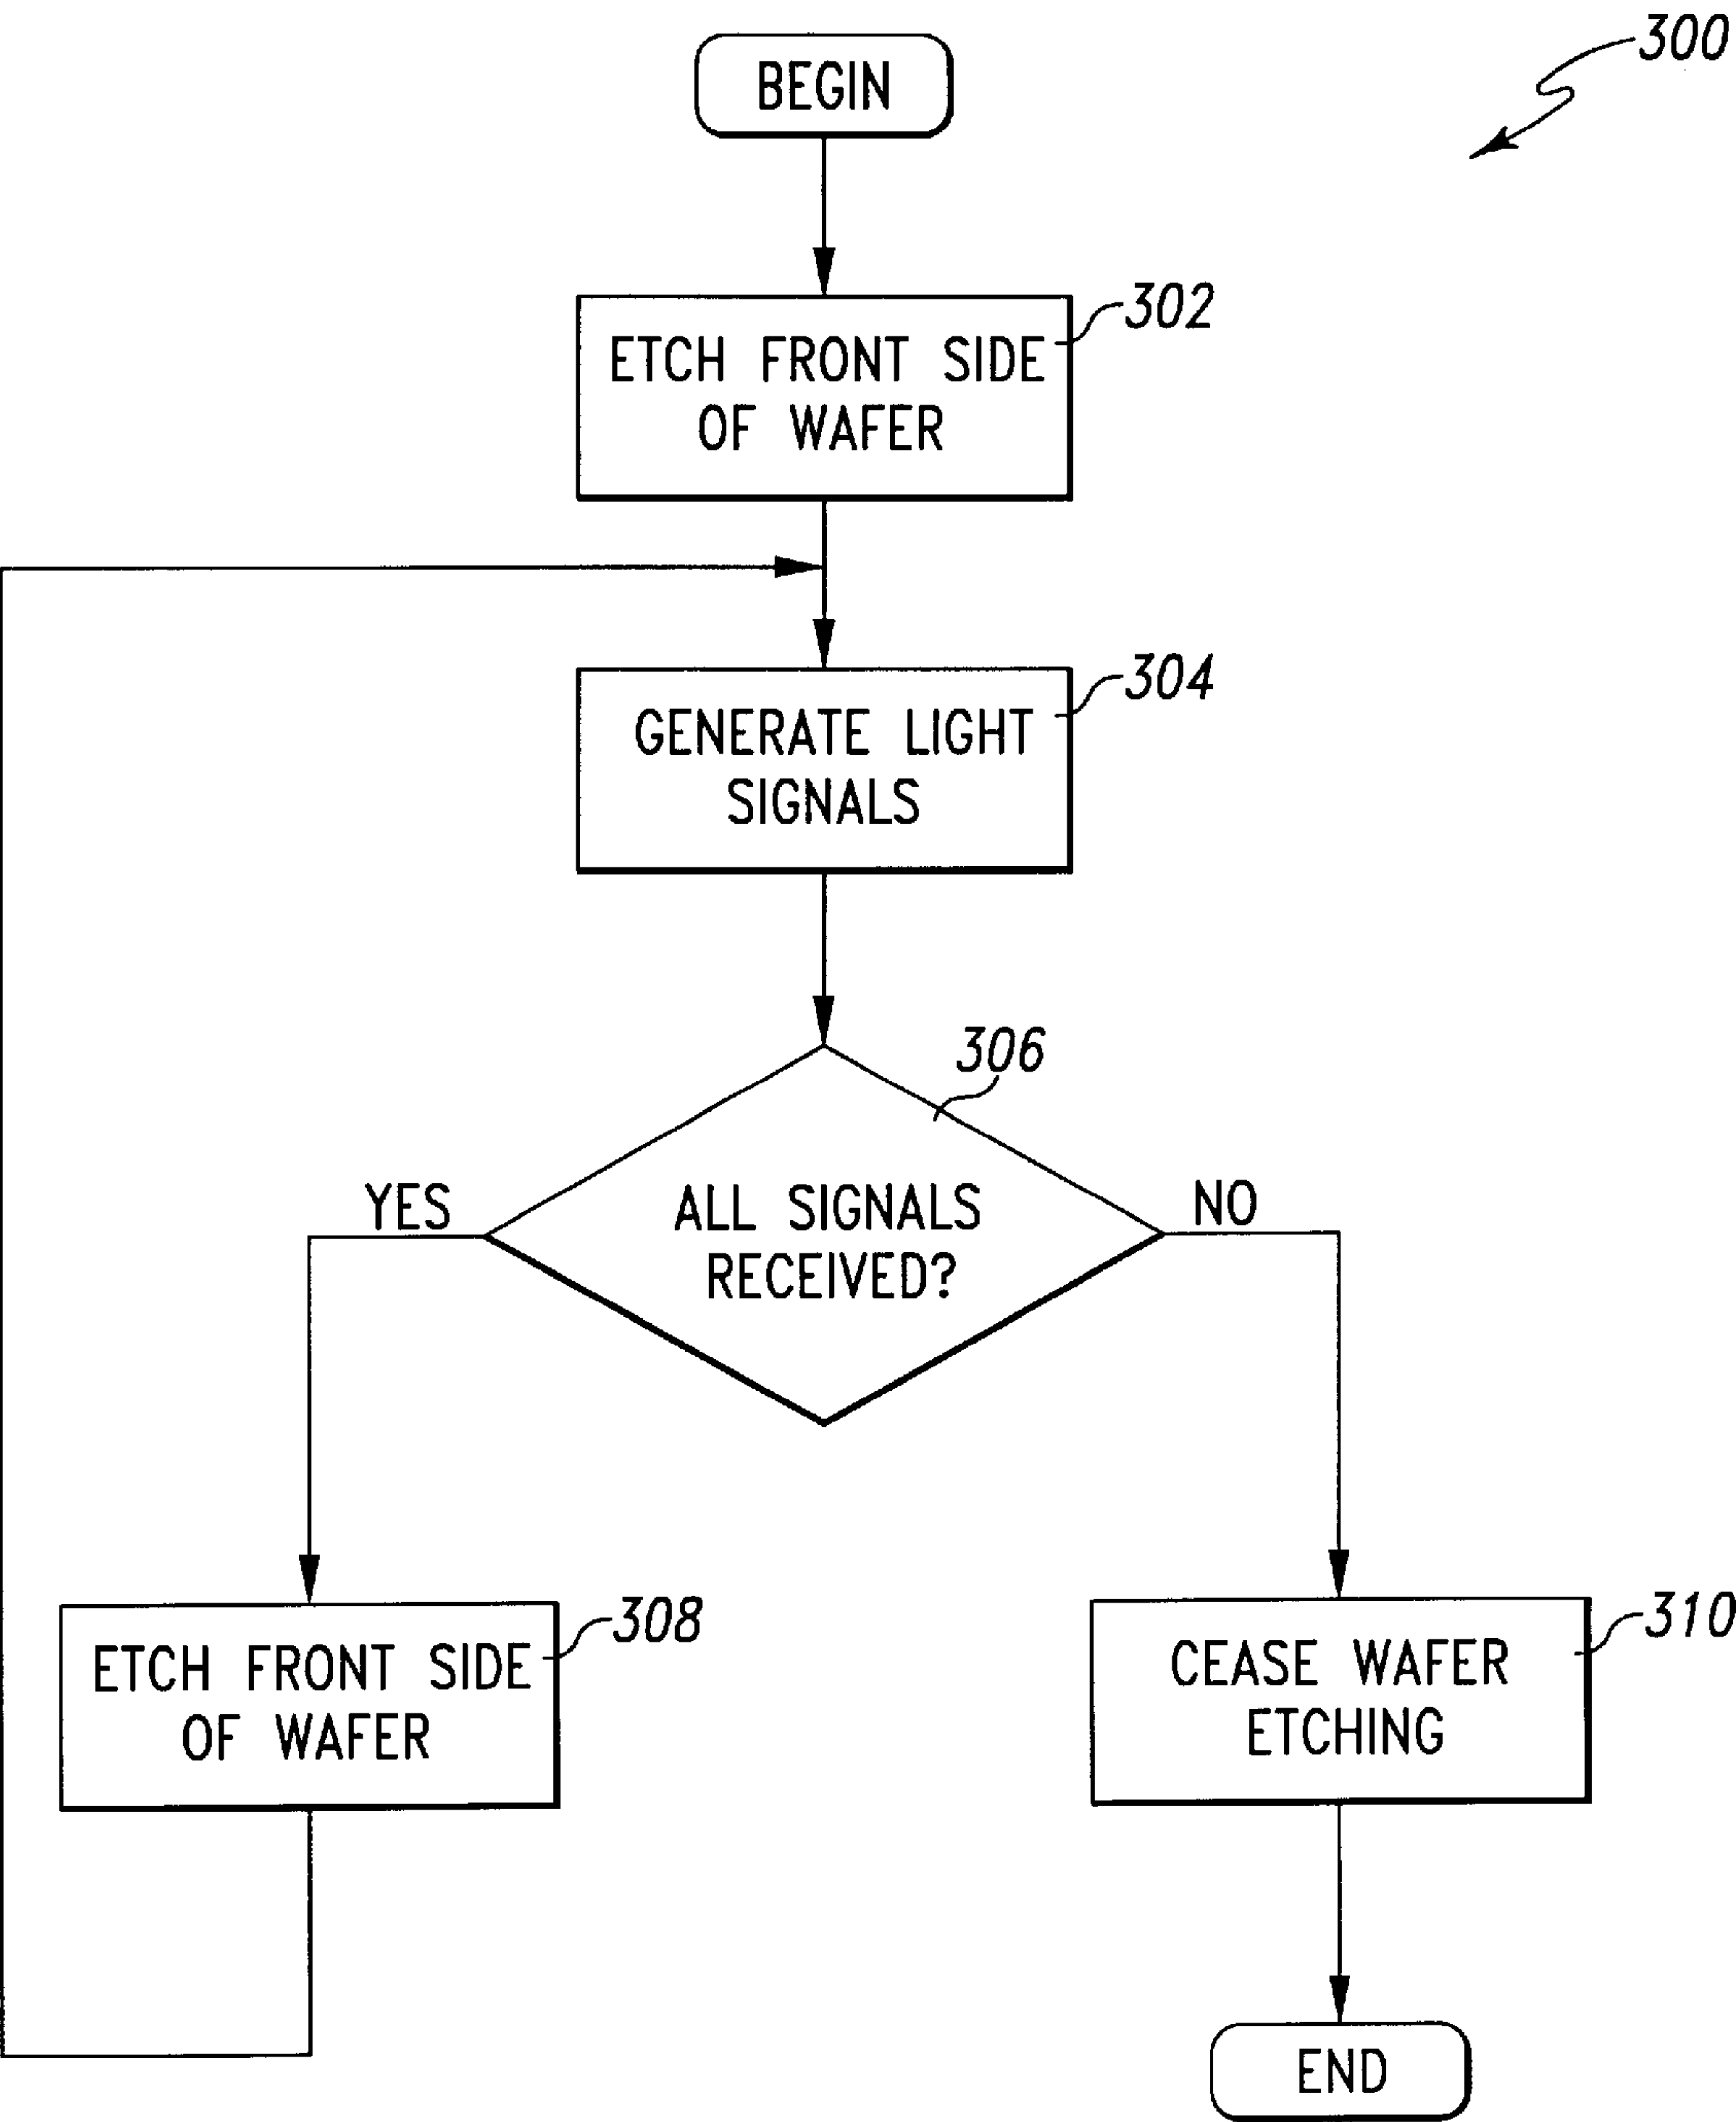 300
BEGIN
302
ETCH FRONT SIDE
OF WAFER
304
GENERATE LIGHT
SIGNALS
306
ALL SIGNALS
RECEIVED?
YES
NO
308
ETCH FRONT SIDE
OF WAFER
310
CEASE WAFER
ETCHING
END